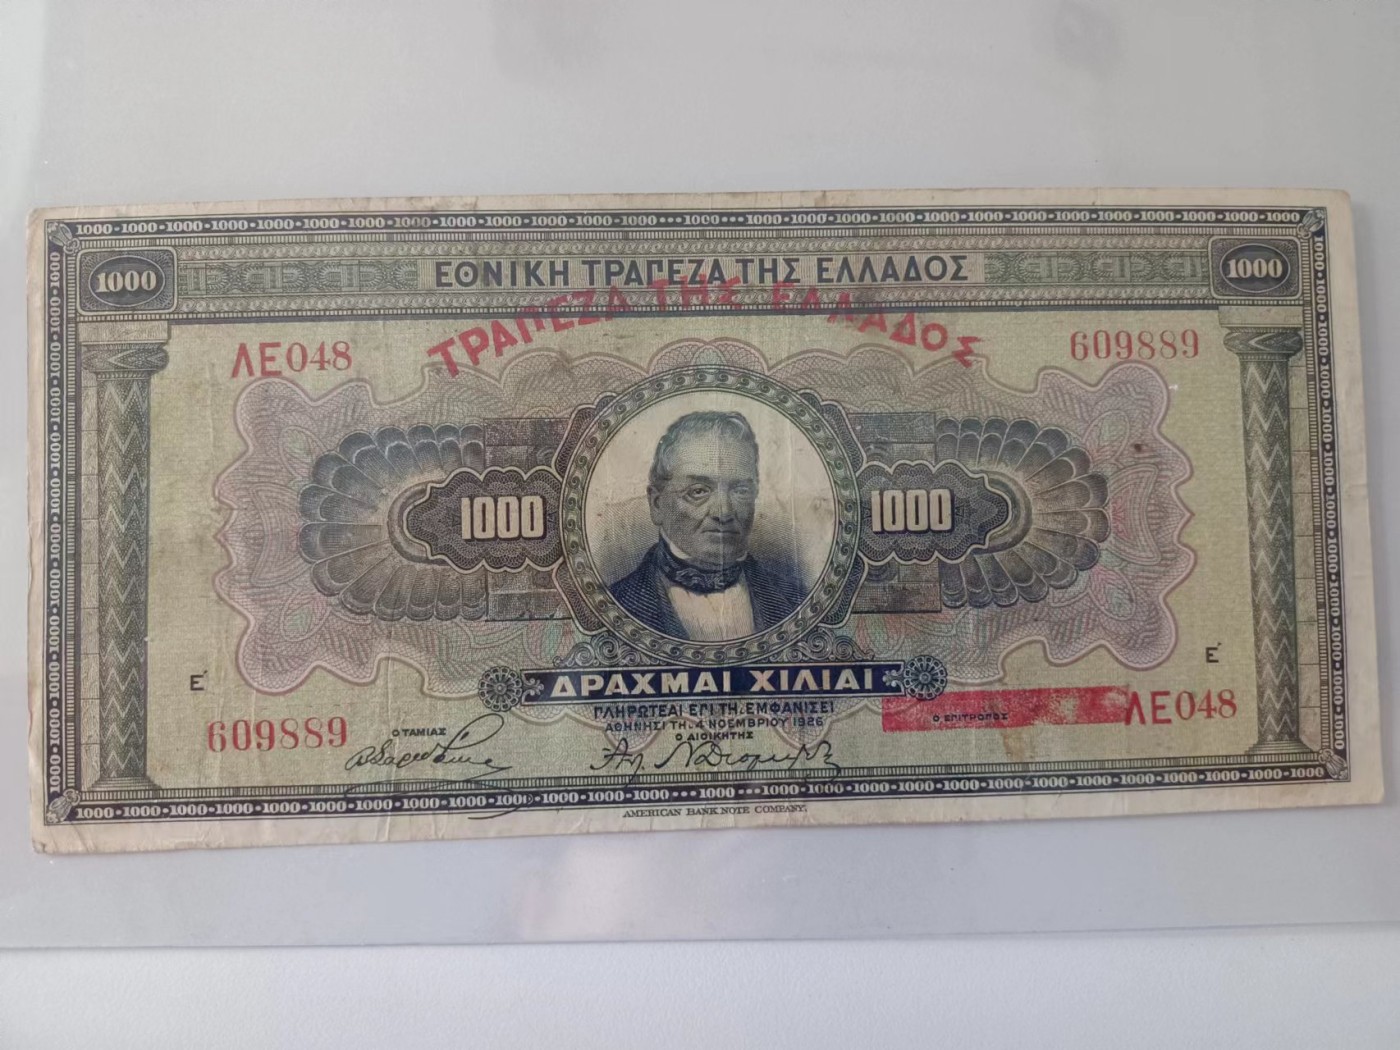 1000·1000·1000·1000·1000·1000·1000·1000·1000·1000·1000·1000···1000···1000·1000·1000·1000·1000·1000·1000·1000·1000·1000·1000·1000
1000 ΕΘΝΙΚΗ ΤΡΑΠΕΖΑ ΤΗΣ ΕΛΛΑΔΟΣ 1000
ΤΡΑΠΕΖΑ ΤΗΣ ΕΛΛΑΔΟΣ
ΛΕ048 609889
1000 1000
Ε΄ Ε΄
ΔΡΑΧΜΑΙ ΧΙΛΙΑΙ
ΠΛΗΡΩΤΕΑΙ ΕΠΙ ΤΗ, ΕΜΦΑΝΙΣΕΙ
ΑΘΗΝΗΣΙ ΤΗ, 4 ΝΟΕΜΒΡΙΟΥ 1926
609889 Ο ΤΑΜΙΑΣ Ο ΔΙΟΙΚΗΤΗΣ Ο ΕΠΙΤΡΟΠΟΣ ΛΕ048
1000·1000·1000·1000·1000·1000·1000·1000·1000·1000·1000·1000···1000···1000·1000·1000·1000·1000·1000·1000·1000·1000·1000·1000·1000
AMERICAN BANK NOTE COMPANY.